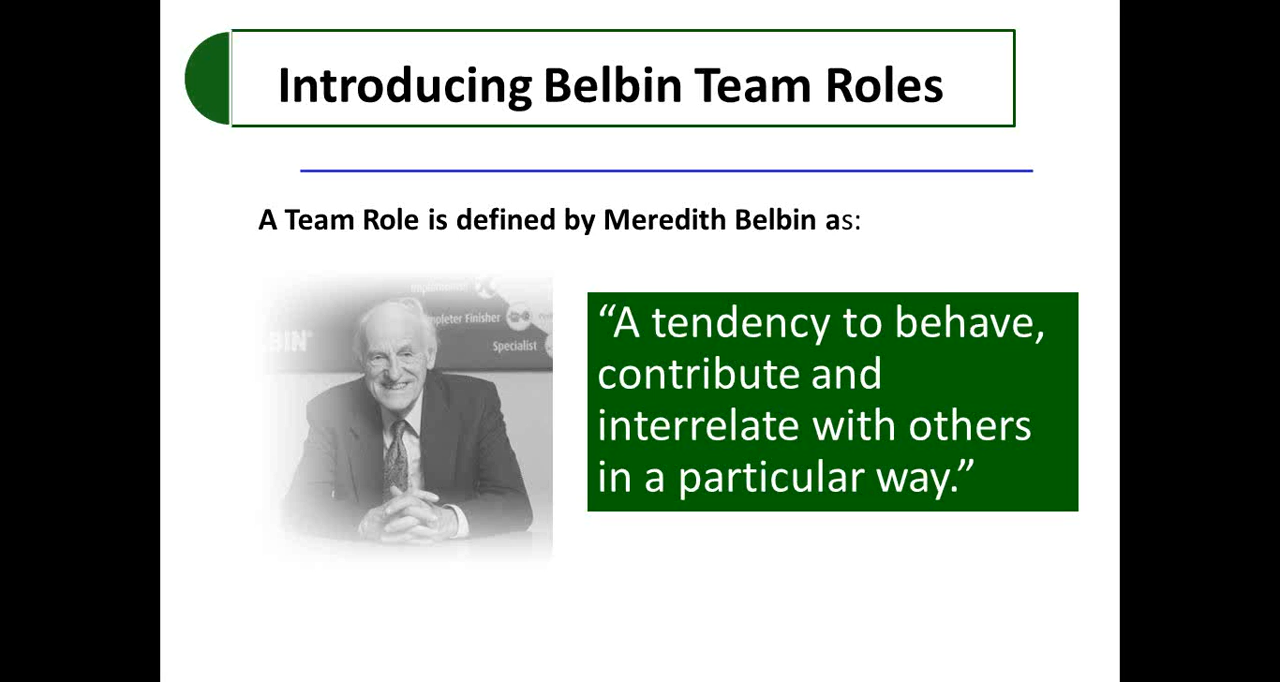 Introducing Belbin Team Roles
A Team Role is defined by Meredith Belbin as:
“A tendency to behave,
contribute and
interrelate with others
in a particular way.”
Finisher
Specialist